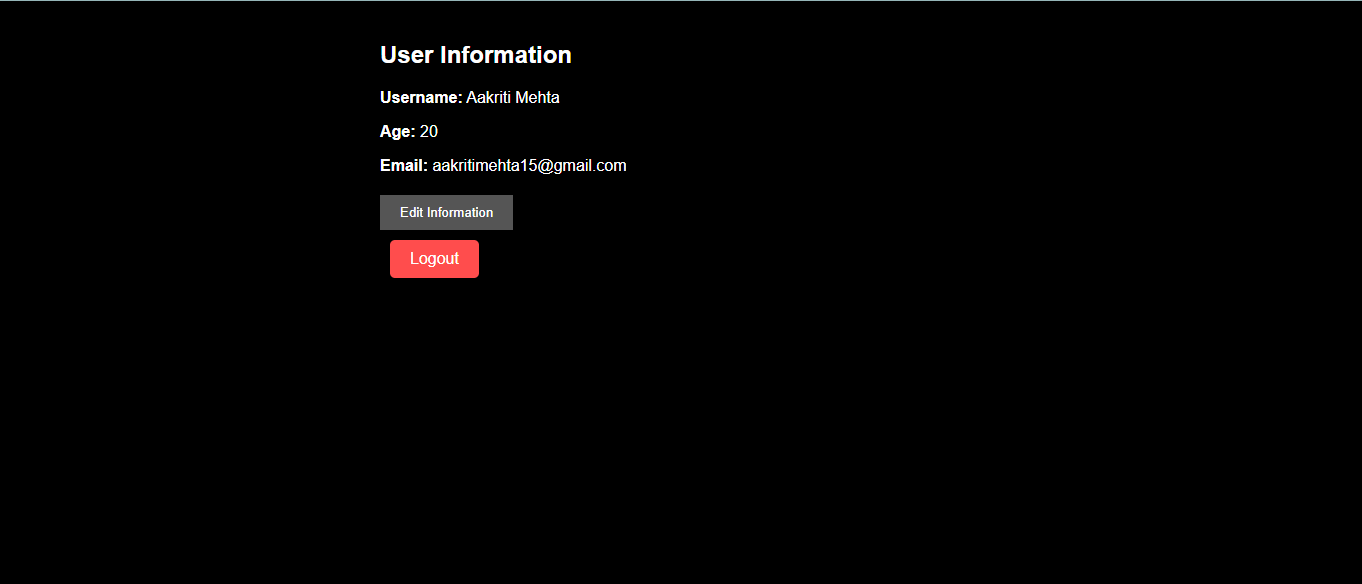 User Information
Username: Aakriti Mehta
Age: 20
Email: aakritimehta15@gmail.com
Edit Information
Logout